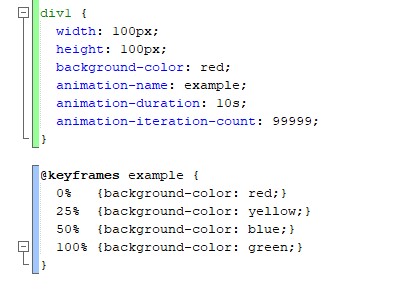 div1 {
  width: 100px;
  height: 100px;
  background-color: red;
  animation-name: example;
  animation-duration: 10s;
  animation-iteration-count: 99999;
}
@keyframes example {
  0%   {background-color: red;}
  25%  {background-color: yellow;}
  50%  {background-color: blue;}
  100% {background-color: green;}
}